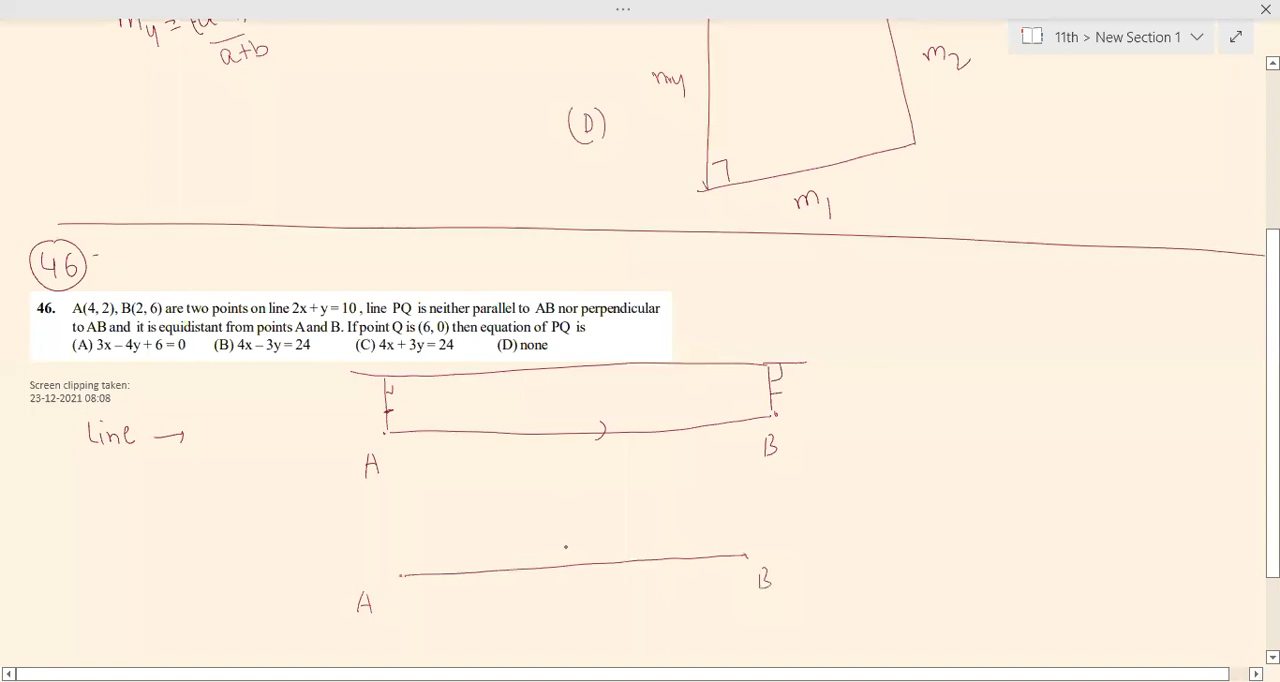 11th > New Section 1
a+b
m2
my
(D)
m1
46
46. A(4, 2), B(2, 6) are two points on line 2x + y = 10 , line PQ is neither parallel to AB nor perpendicular
to AB and it is equidistant from points A and B. If point Q is (6, 0) then equation of PQ is
(A) 3x – 4y + 6 = 0 (B) 4x – 3y = 24 (C) 4x + 3y = 24 (D) none
Screen clipping taken:
23-12-2021 08:08
Line →
A
B
A
B